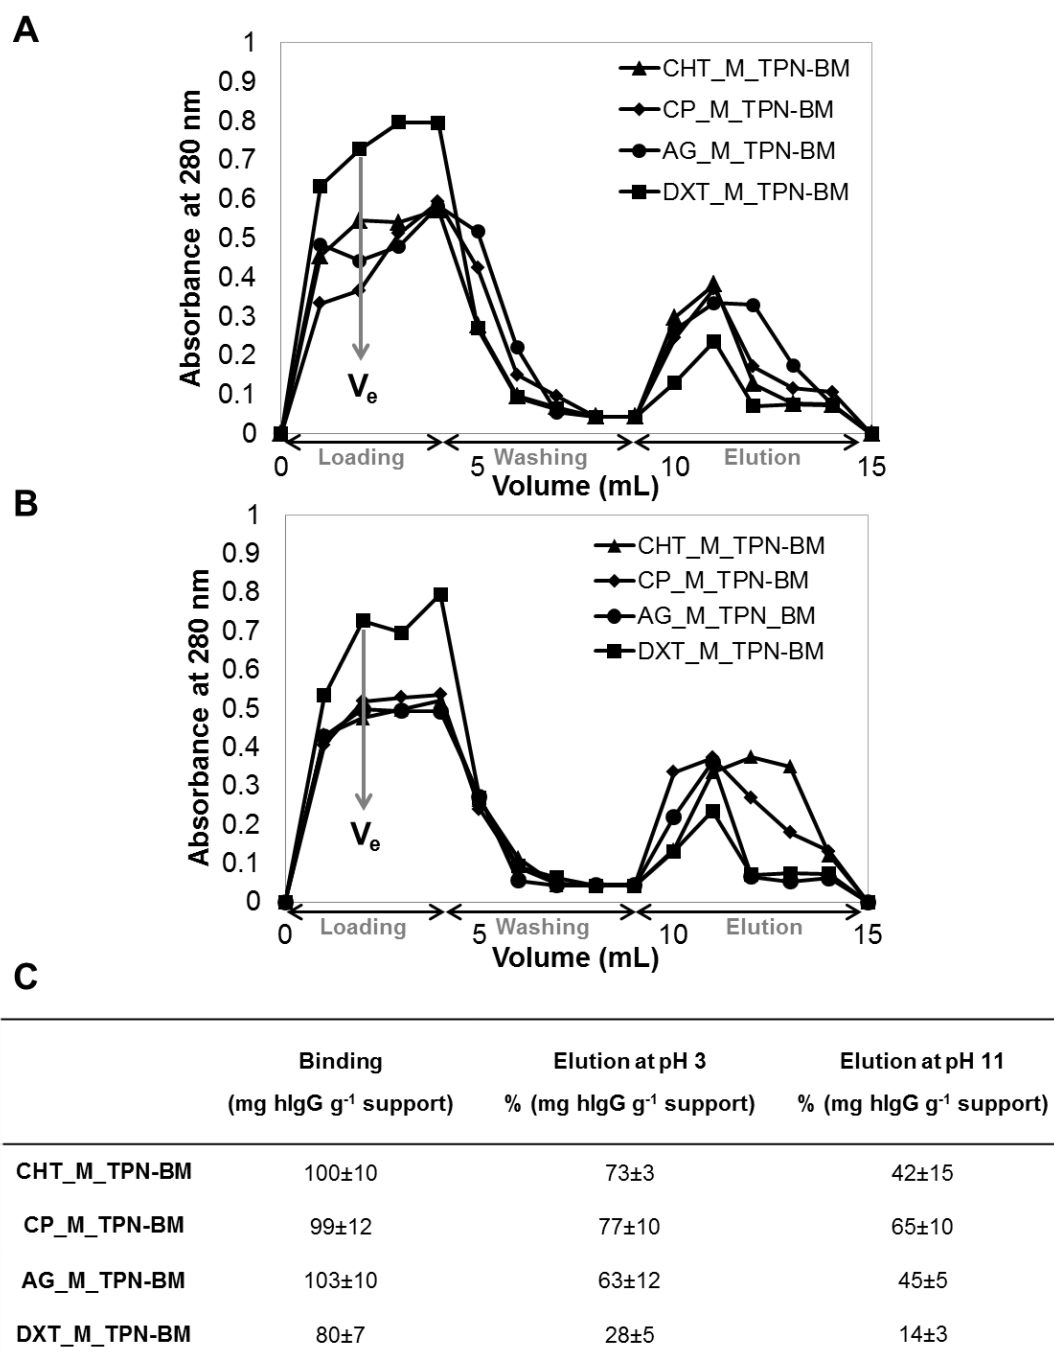 A
1
0.9
0.8
0.7
0.6
0.5
0.4
0.3
0.2
0.1
0
Absorbance at 280 nm
CHT_M_TPN-BM
CP_M_TPN-BM
AG_M_TPN-BM
DXT_M_TPN-BM
Ve
Loading Washing Elution
0 5 10 15
Volume (mL)
B
1
0.9
0.8
0.7
0.6
0.5
0.4
0.3
0.2
0.1
0
Absorbance at 280 nm
CHT_M_TPN-BM
CP_M_TPN-BM
AG_M_TPN_BM
DXT_M_TPN-BM
Ve
Loading Washing Elution
0 5 10 15
Volume (mL)
C
Binding Elution at pH 3 Elution at pH 11
(mg hIgG g-1 support) % (mg hIgG g-1 support) % (mg hIgG g-1 support)
CHT_M_TPN-BM 100±10 73±3 42±15
CP_M_TPN-BM 99±12 77±10 65±10
AG_M_TPN-BM 103±10 63±12 45±5
DXT_M_TPN-BM 80±7 28±5 14±3